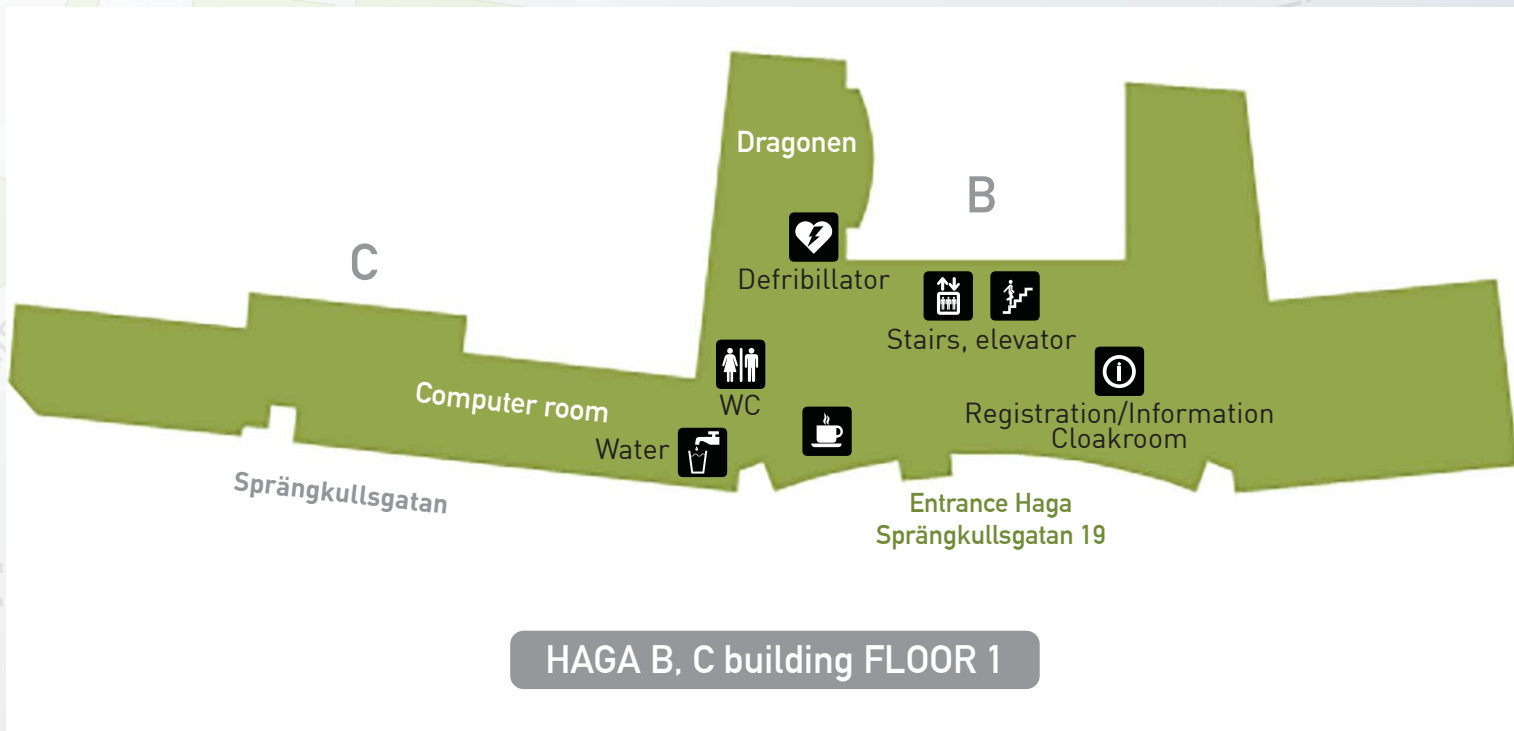 Dragonen
B
C
Defribillator
Stairs, elevator
Computer room
WC
Registration/Information
Cloakroom
Water
Sprängkullsgatan
Entrance Haga
Sprängkullsgatan 19
HAGA B, C building FLOOR 1